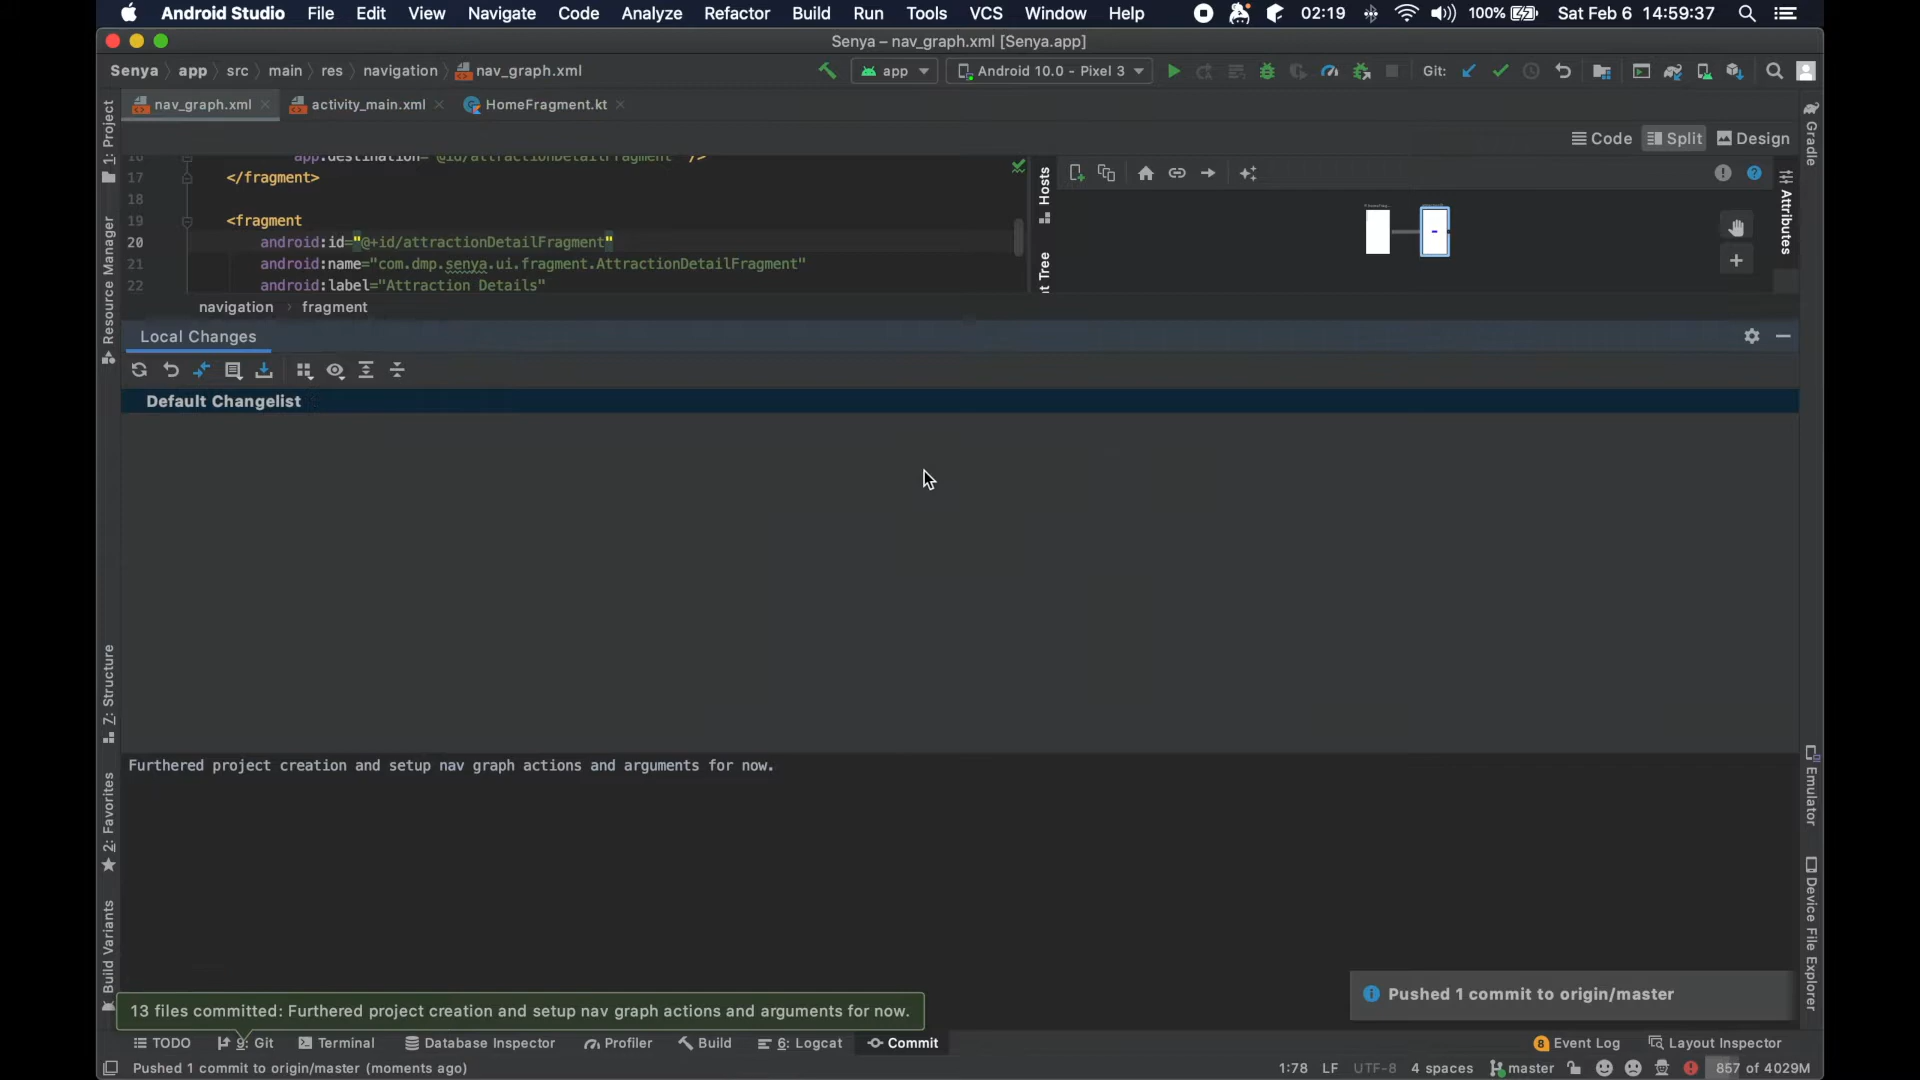 Android Studio File Edit View Navigate Code Analyze Refactor Build Run Tools VCS Window Help 02:19 100% Sat Feb 6 14:59:37
Senya – nav_graph.xml [Senya.app]
Senya app src main res navigation nav_graph.xml app Android 10.0 - Pixel 3 Git:
nav_graph.xml activity_main.xml HomeFragment.kt
Code Split Design
16 app:destination="@id/attractionDetailFragment" />
17 </fragment>
18
19 <fragment
20 android:id="@+id/attractionDetailFragment"
21 android:name="com.dmp.senya.ui.fragment.AttractionDetailFragment"
22 android:label="Attraction Details"
navigation fragment
Hosts
nt Tree
Attributes
Local Changes
Default Changelist
Furthered project creation and setup nav graph actions and arguments for now.
1: Project
Resource Manager
Z: Structure
2: Favorites
Build Variants
Gradle
Emulator
Device File Explorer
13 files committed: Furthered project creation and setup nav graph actions and arguments for now.
Pushed 1 commit to origin/master
TODO 9: Git Terminal Database Inspector Profiler Build 6: Logcat Commit 8 Event Log Layout Inspector
Pushed 1 commit to origin/master (moments ago) 1:78 LF UTF-8 4 spaces master 857 of 4029M